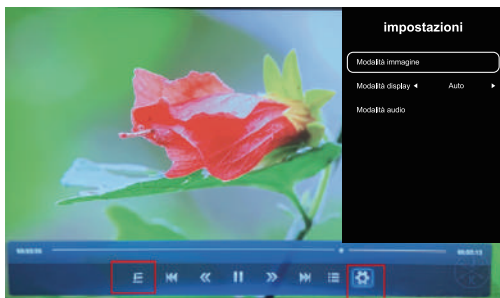 impostazioni
Modalità immagine
Modalità display
Auto
Modalità audio